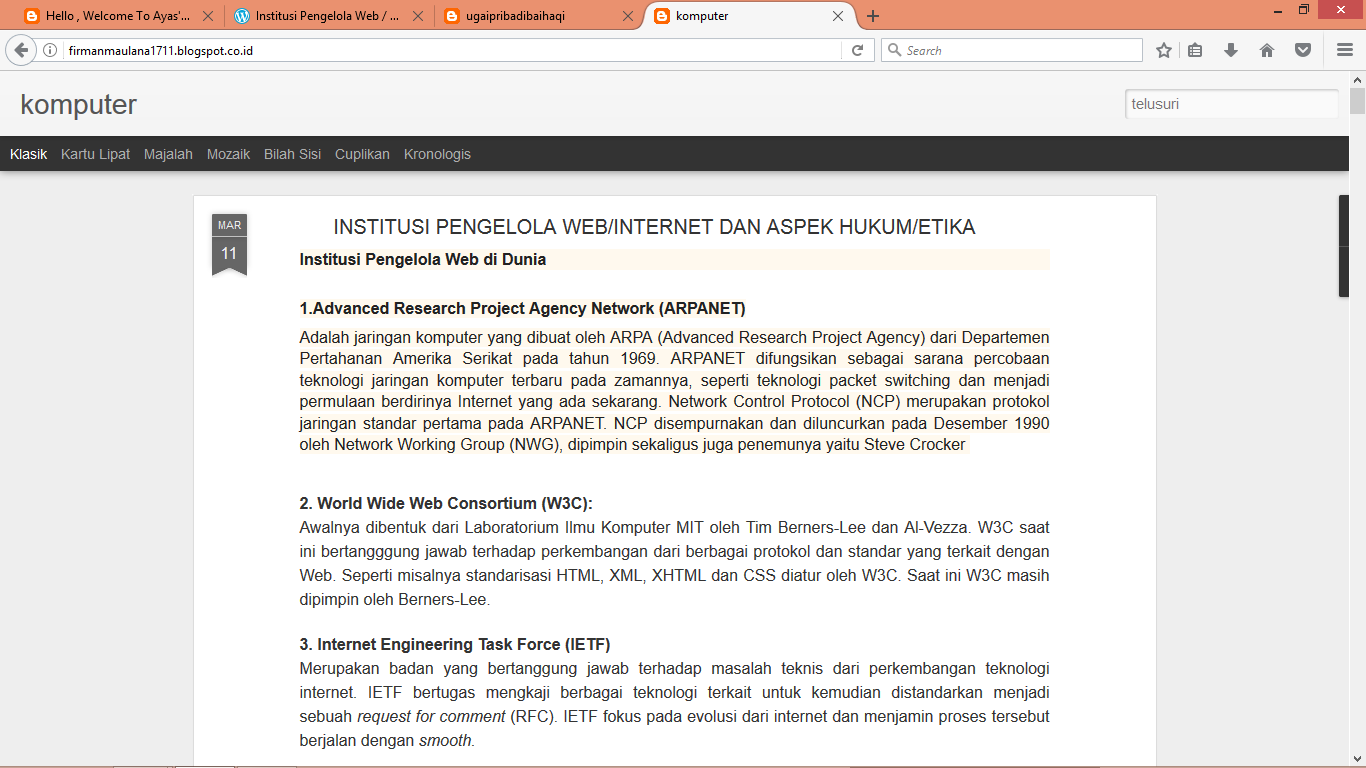 Hello , Welcome To Ayas'...
Institusi Pengelola Web / ...
ugaipribadibaihaqi
komputer
firmanmaulana1711.blogspot.co.id
Search
komputer
telusuri
Klasik Kartu Lipat Majalah Mozaik Bilah Sisi Cuplikan Kronologis
MAR
11
INSTITUSI PENGELOLA WEB/INTERNET DAN ASPEK HUKUM/ETIKA
Institusi Pengelola Web di Dunia
1.Advanced Research Project Agency Network (ARPANET)
Adalah jaringan komputer yang dibuat oleh ARPA (Advanced Research Project Agency) dari Departemen
Pertahanan Amerika Serikat pada tahun 1969. ARPANET difungsikan sebagai sarana percobaan
teknologi jaringan komputer terbaru pada zamannya, seperti teknologi packet switching dan menjadi
permulaan berdirinya Internet yang ada sekarang. Network Control Protocol (NCP) merupakan protokol
jaringan standar pertama pada ARPANET. NCP disempurnakan dan diluncurkan pada Desember 1990
oleh Network Working Group (NWG), dipimpin sekaligus juga penemunya yaitu Steve Crocker
2. World Wide Web Consortium (W3C):
Awalnya dibentuk dari Laboratorium Ilmu Komputer MIT oleh Tim Berners-Lee dan Al-Vezza. W3C saat
ini bertangggung jawab terhadap perkembangan dari berbagai protokol dan standar yang terkait dengan
Web. Seperti misalnya standarisasi HTML, XML, XHTML dan CSS diatur oleh W3C. Saat ini W3C masih
dipimpin oleh Berners-Lee.
3. Internet Engineering Task Force (IETF)
Merupakan badan yang bertanggung jawab terhadap masalah teknis dari perkembangan teknologi
internet. IETF bertugas mengkaji berbagai teknologi terkait untuk kemudian distandarkan menjadi
sebuah request for comment (RFC). IETF fokus pada evolusi dari internet dan menjamin proses tersebut
berjalan dengan smooth.